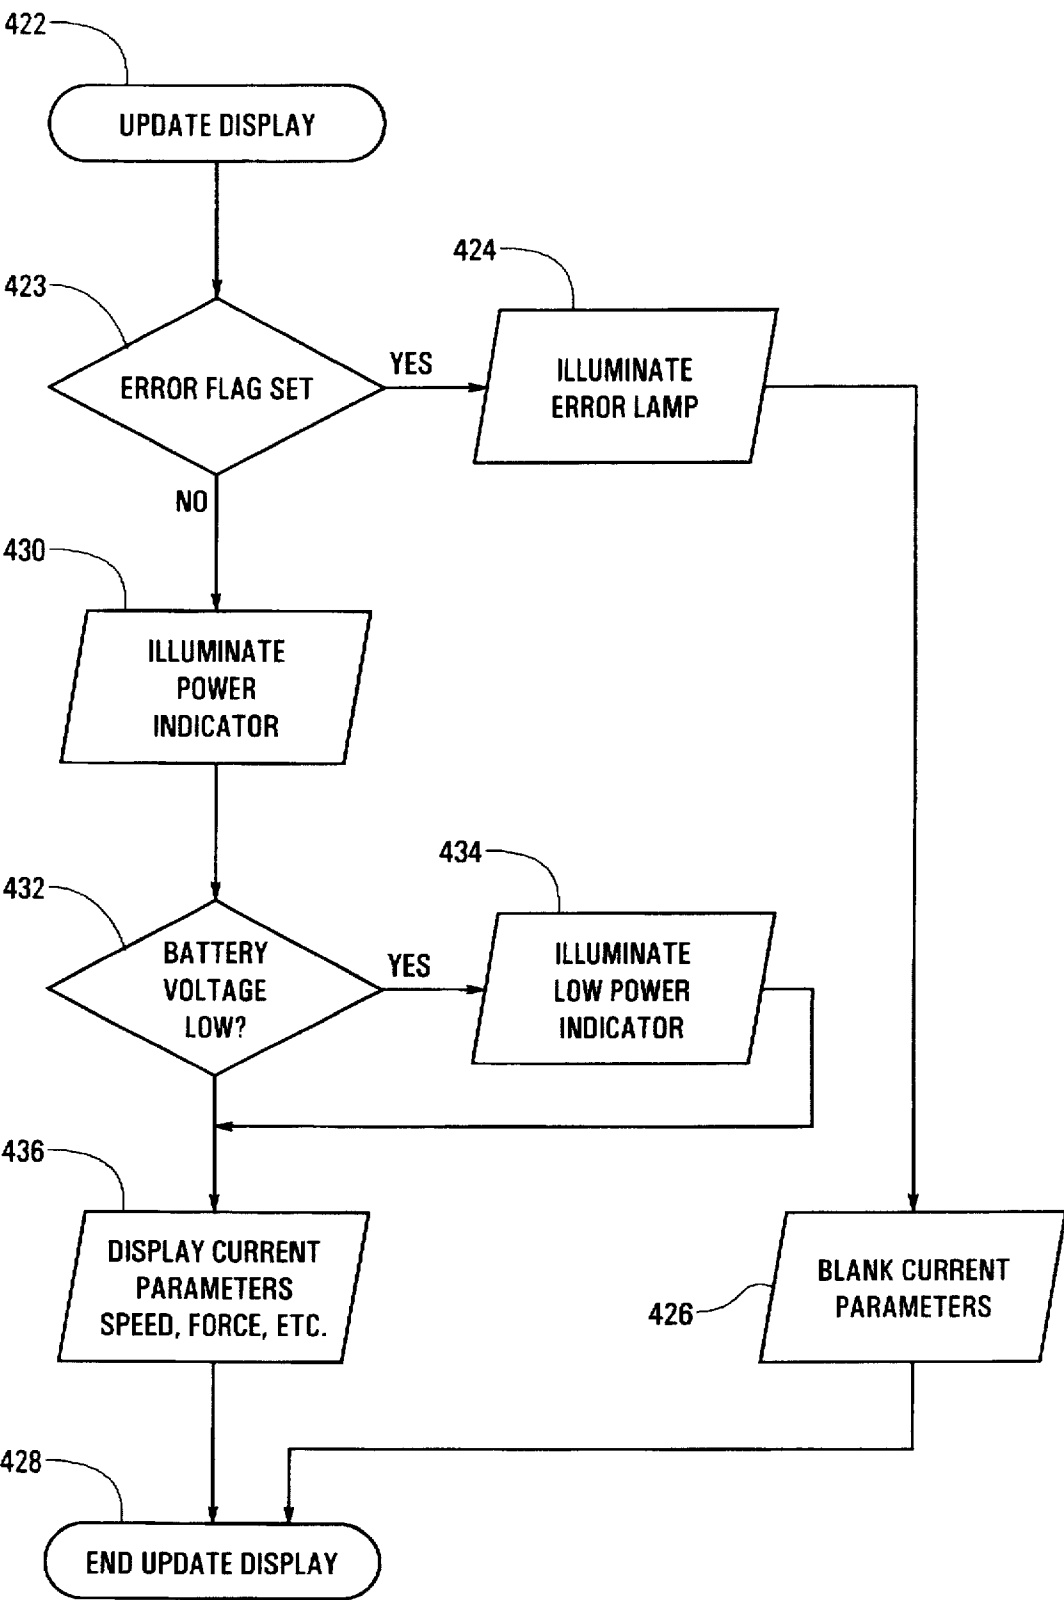 422
UPDATE DISPLAY
423
ERROR FLAG SET
YES
424
ILLUMINATE
ERROR LAMP
NO
430
ILLUMINATE
POWER
INDICATOR
432
BATTERY
VOLTAGE
LOW?
YES
434
ILLUMINATE
LOW POWER
INDICATOR
436
DISPLAY CURRENT
PARAMETERS
SPEED, FORCE, ETC.
426
BLANK CURRENT
PARAMETERS
428
END UPDATE DISPLAY